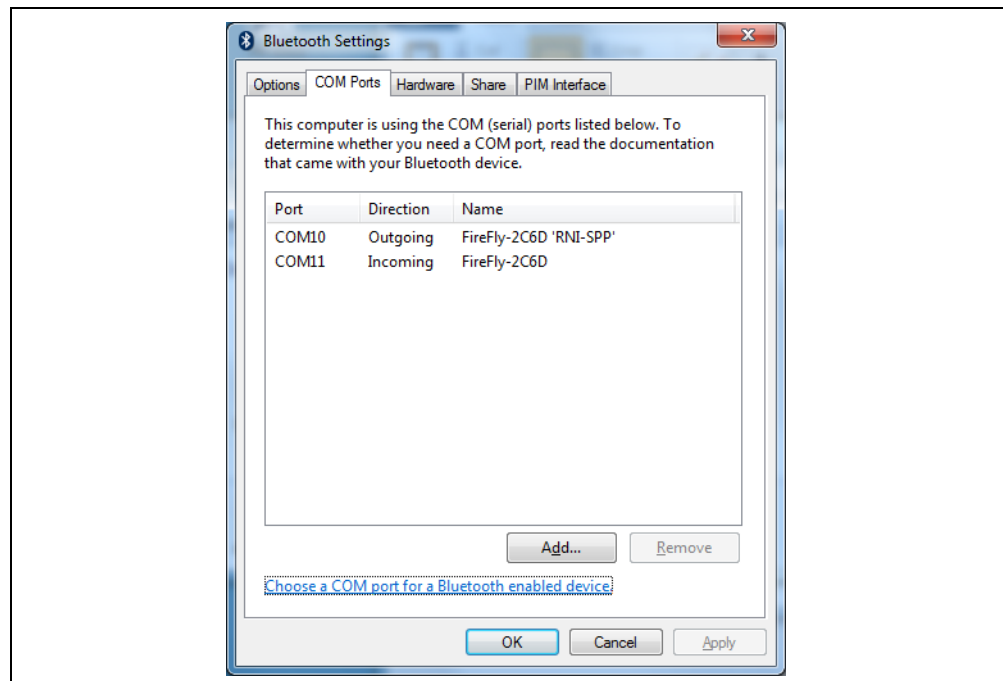 Bluetooth Settings
Options COM Ports Hardware Share PIM Interface
This computer is using the COM (serial) ports listed below. To
determine whether you need a COM port, read the documentation
that came with your Bluetooth device.
Port Direction Name
COM10 Outgoing FireFly-2C6D 'RNI-SPP'
COM11 Incoming FireFly-2C6D
Add... Remove
Choose a COM port for a Bluetooth enabled device.
OK Cancel Apply